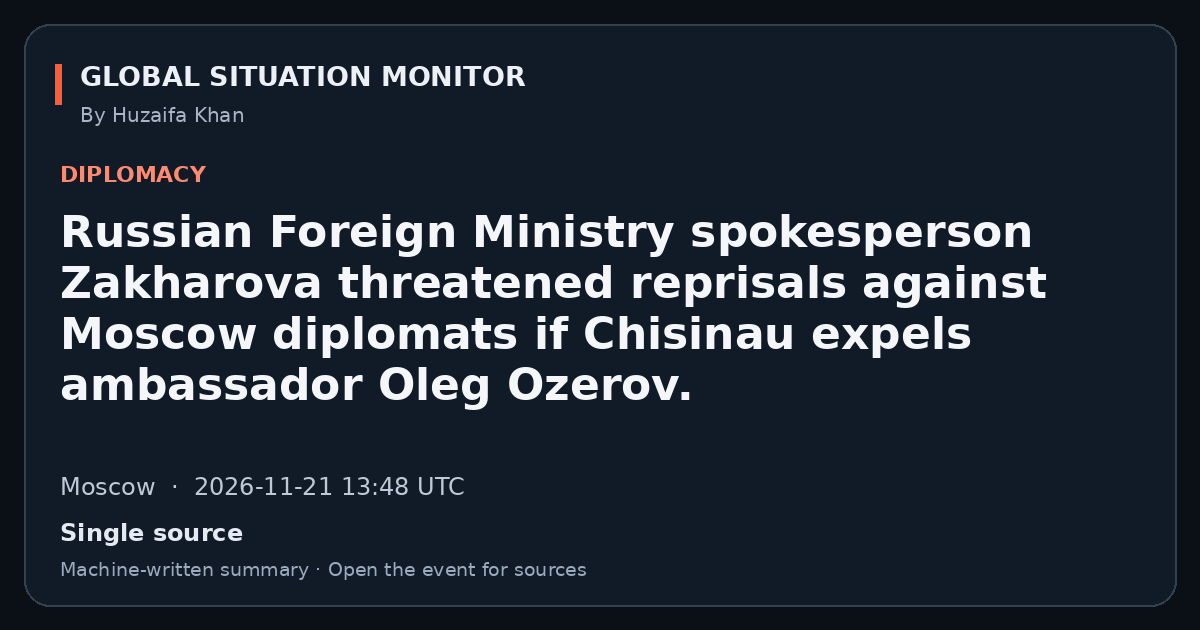 GLOBAL SITUATION MONITOR
By Huzaifa Khan
DIPLOMACY
Russian Foreign Ministry spokesperson
Zakharova threatened reprisals against
Moscow diplomats if Chisinau expels
ambassador Oleg Ozerov.
Moscow · 2026-11-21 13:48 UTC
Single source
Machine-written summary · Open the event for sources